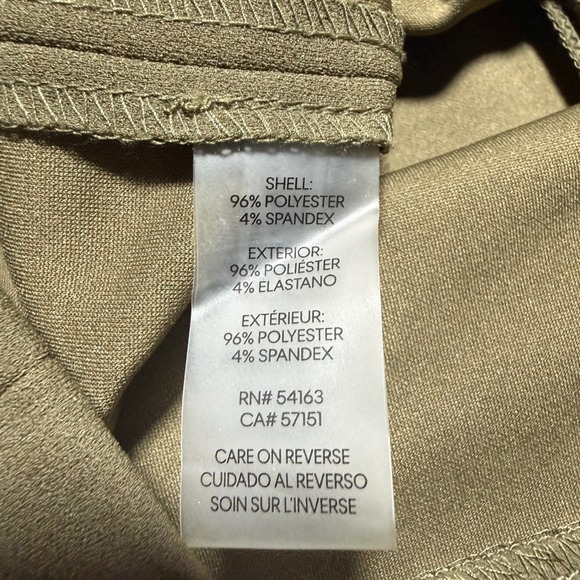 SHELL:
96% POLYESTER
4% SPANDEX
EXTERIOR:
96% POLIÉSTER
4% ELASTANO
EXTÉRIEUR:
96% POLYESTER
4% SPANDEX
RN# 54163
CA# 57151
CARE ON REVERSE
CUIDADO AL REVERSO
SOIN SUR L'INVERSE